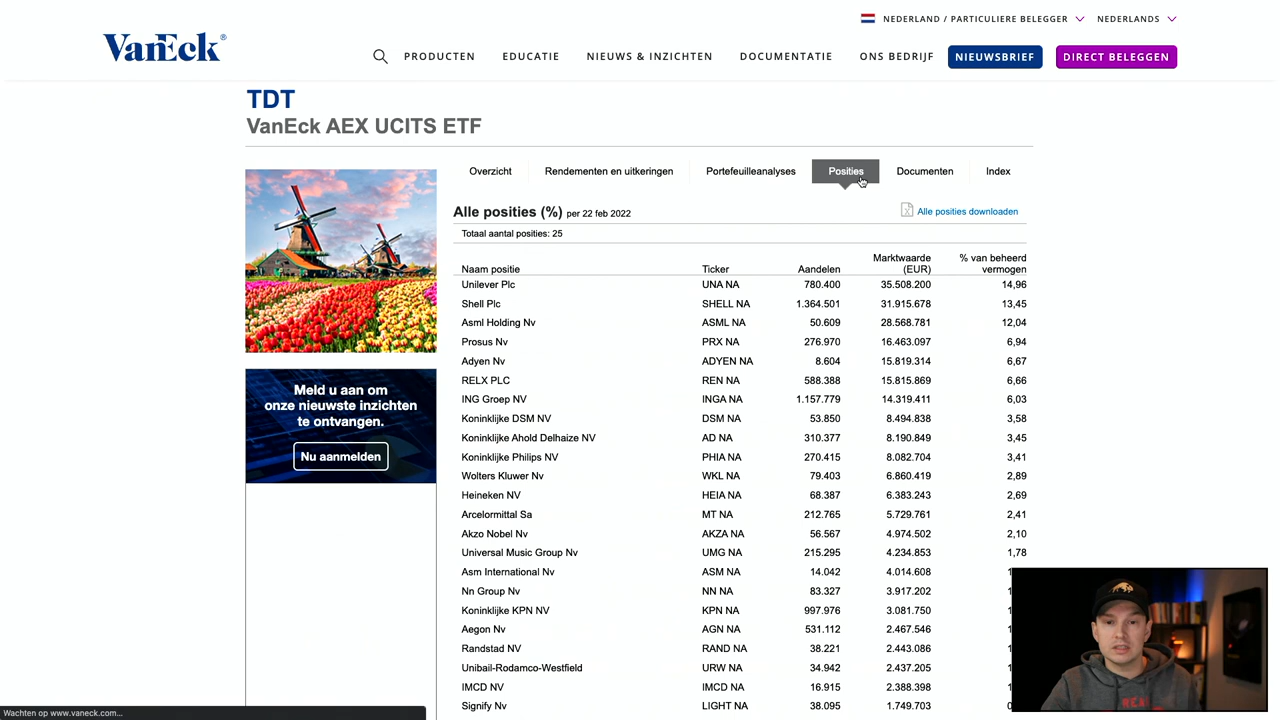 NEDERLAND / PARTICULIERE BELEGGER NEDERLANDS
VanEck®
PRODUCTEN EDUCATIE NIEUWS & INZICHTEN DOCUMENTATIE ONS BEDRIJF NIEUWSBRIEF DIRECT BELEGGEN
TDT
VanEck AEX UCITS ETF
Overzicht Rendementen en uitkeringen Portefeuilleanalyses Posities Documenten Index
Alle posities (%) per 22 feb 2022 Alle posities downloaden
Totaal aantal posities: 25
Naam positie Ticker Aandelen Marktwaarde (EUR) % van beheerd vermogen
Unilever Plc UNA NA 780.400 35.508.200 14,96
Shell Plc SHELL NA 1.364.501 31.915.678 13,45
Asml Holding Nv ASML NA 50.609 28.568.781 12,04
Prosus Nv PRX NA 276.970 16.463.097 6,94
Adyen Nv ADYEN NA 8.604 15.819.314 6,67
RELX PLC REN NA 588.388 15.815.869 6,66
ING Groep NV INGA NA 1.157.779 14.319.411 6,03
Koninklijke DSM NV DSM NA 53.850 8.494.838 3,58
Koninklijke Ahold Delhaize NV AD NA 310.377 8.190.849 3,45
Koninklijke Philips NV PHIA NA 270.415 8.082.704 3,41
Wolters Kluwer Nv WKL NA 79.403 6.860.419 2,89
Heineken NV HEIA NA 68.387 6.383.243 2,69
Arcelormittal Sa MT NA 212.765 5.729.761 2,41
Akzo Nobel Nv AKZA NA 56.567 4.974.502 2,10
Universal Music Group Nv UMG NA 215.295 4.234.853 1,78
Asm International Nv ASM NA 14.042 4.014.608
Nn Group Nv NN NA 83.327 3.917.202
Koninklijke KPN NV KPN NA 997.976 3.081.750
Aegon Nv AGN NA 531.112 2.467.546
Randstad NV RAND NA 38.221 2.443.086
Unibail-Rodamco-Westfield URW NA 34.942 2.437.205
IMCD NV IMCD NA 16.915 2.388.398
Signify Nv LIGHT NA 38.095 1.749.703
Meld u aan om
onze nieuwste inzichten
te ontvangen.
Nu aanmelden
Wachten op www.vaneck.com...